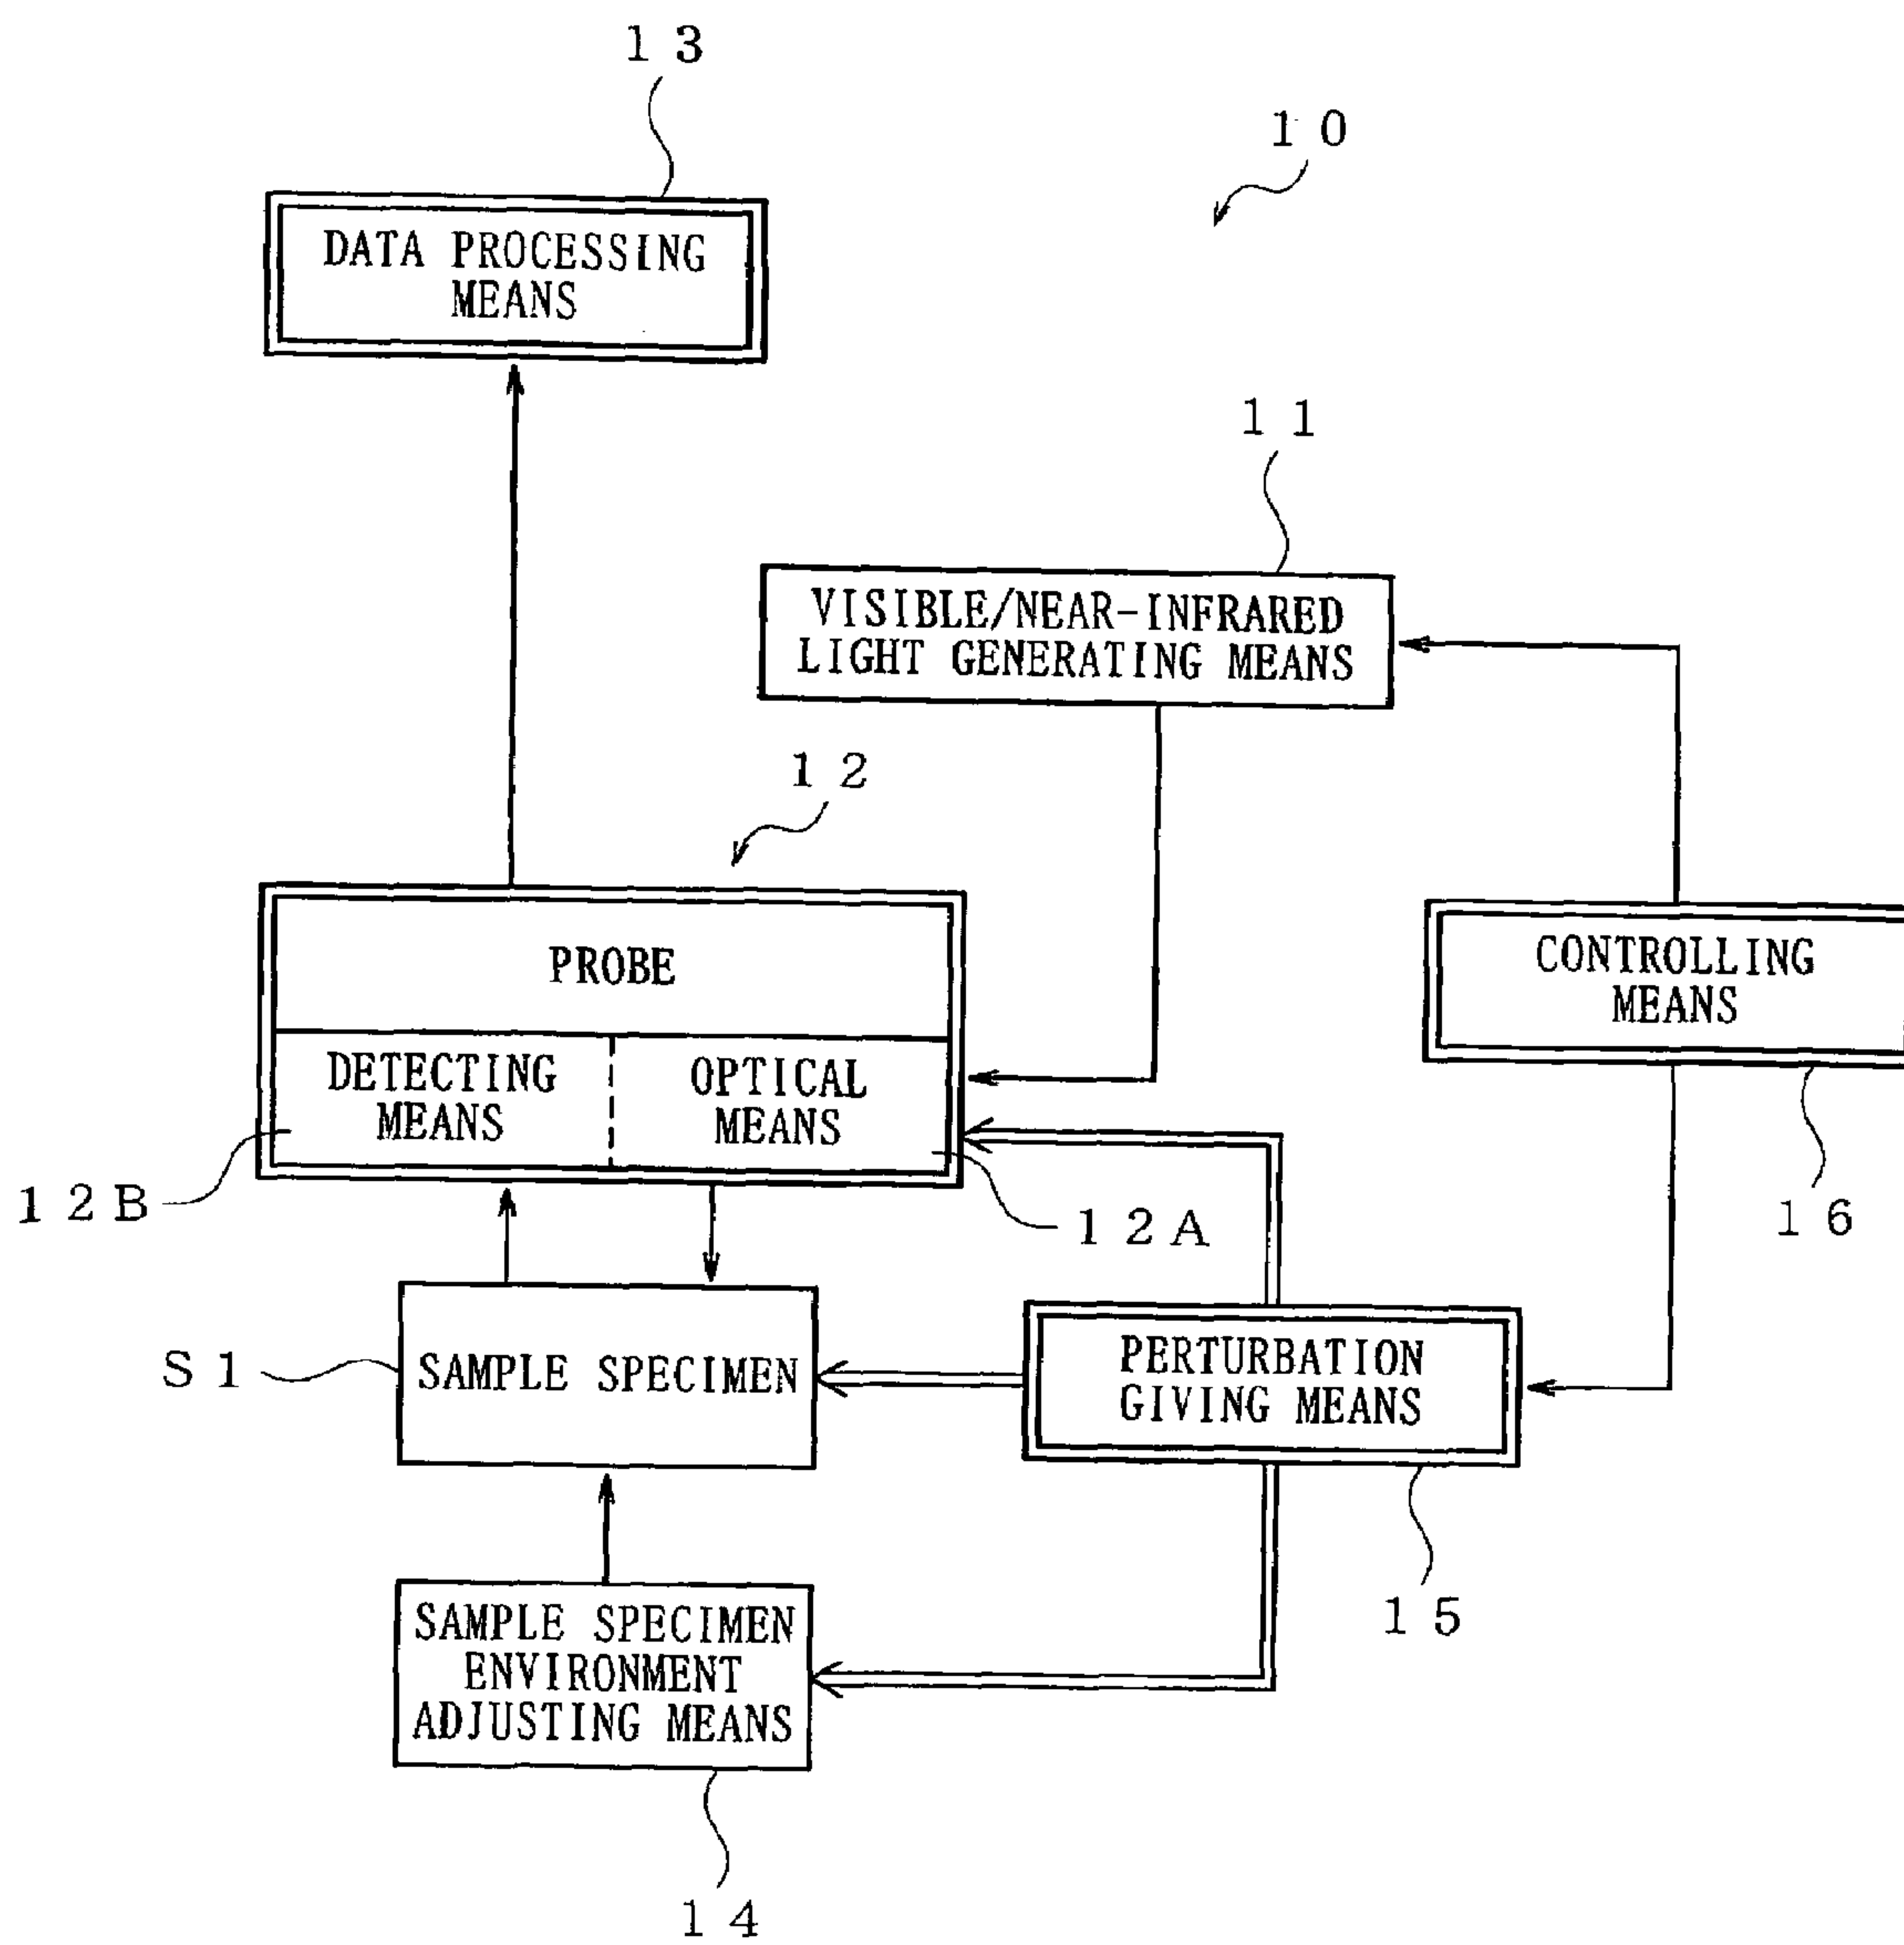 13
10
DATA PROCESSING
MEANS
11
VISIBLE/NEAR-INFRARED
LIGHT GENERATING MEANS
12
PROBE
CONTROLLING
MEANS
DETECTING
MEANS
OPTICAL
MEANS
12B
12A
16
S1
SAMPLE SPECIMEN
PERTURBATION
GIVING MEANS
15
SAMPLE SPECIMEN
ENVIRONMENT
ADJUSTING MEANS
14